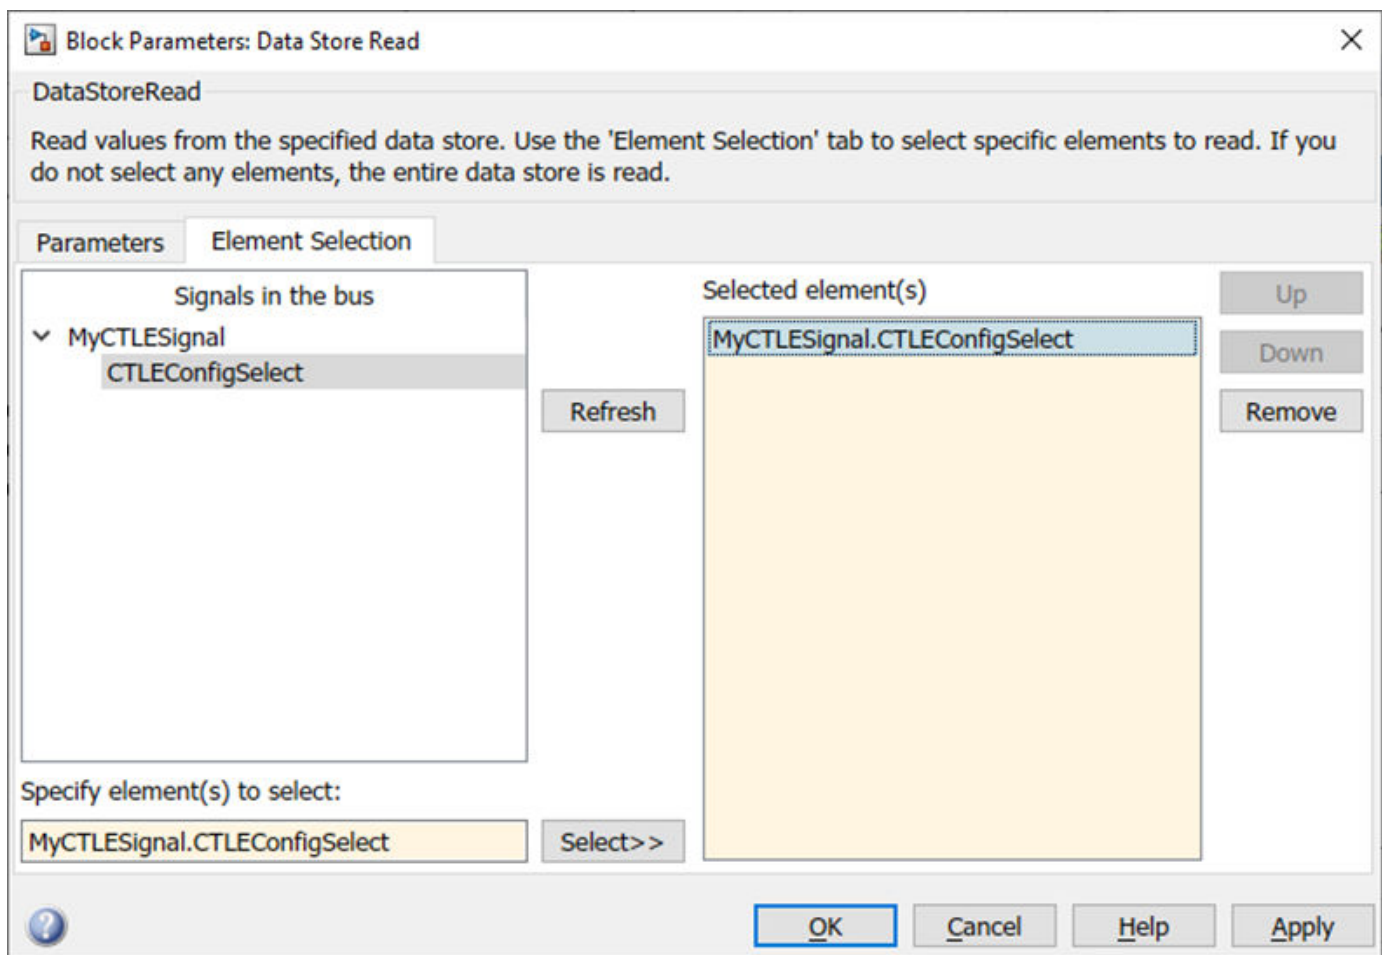 Block Parameters: Data Store Read
DataStoreRead
Read values from the specified data store. Use the 'Element Selection' tab to select specific elements to read. If you
do not select any elements, the entire data store is read.
Parameters
Element Selection
Signals in the bus
MyCTLESignal
CTLEConfigSelect
Refresh
Selected element(s)
MyCTLESignal.CTLEConfigSelect
Up
Down
Remove
Specify element(s) to select:
MyCTLESignal.CTLEConfigSelect
Select>>
OK
Cancel
Help
Apply